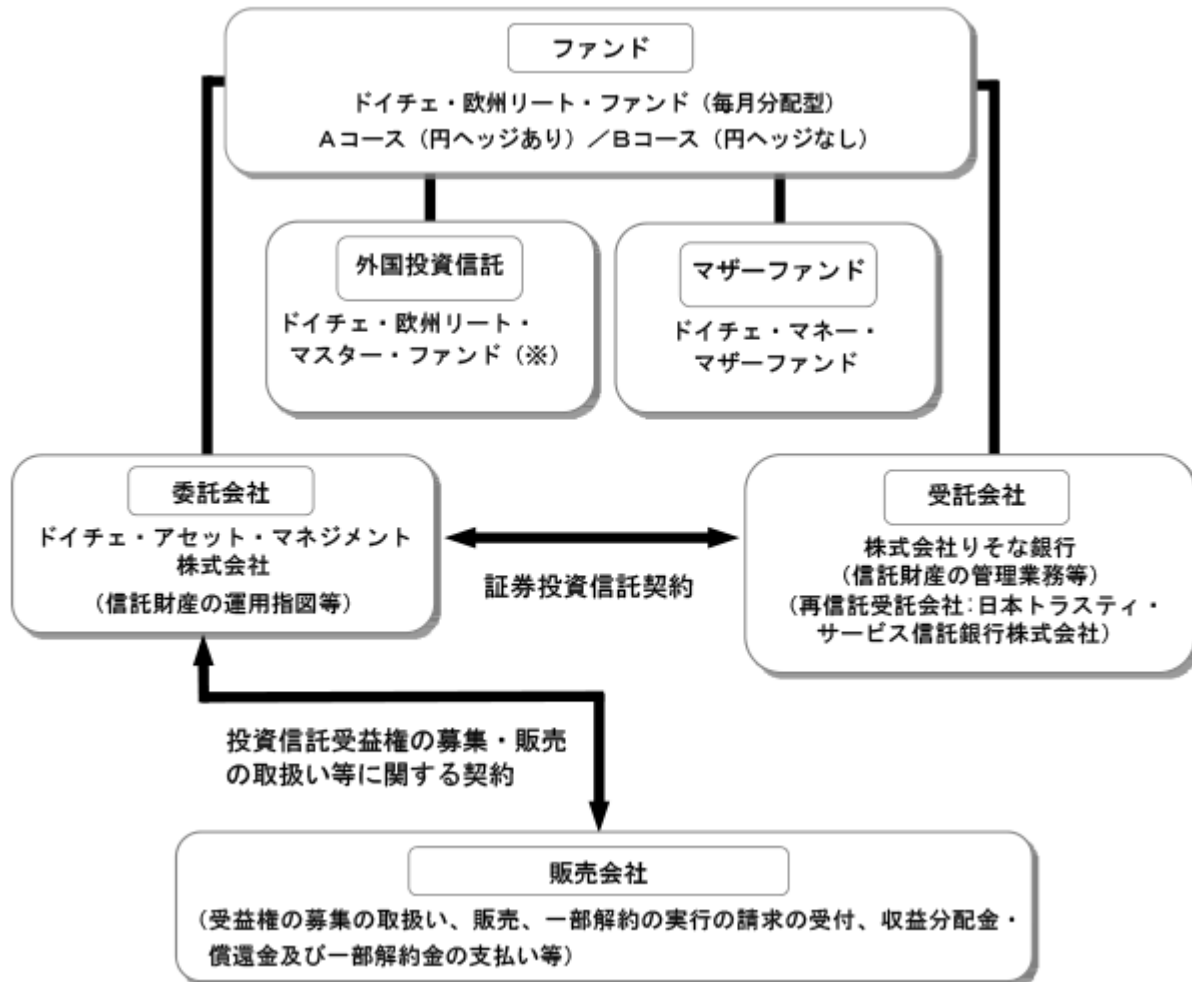 ファンド
ドイチェ・欧州リート・ファンド（毎月分配型）
Ａコース（円ヘッジあり）／Ｂコース（円ヘッジなし）
外国投資信託
ドイチェ・欧州リート・
マスター・ファンド（※）
マザーファンド
ドイチェ・マネー・
マザーファンド
委託会社
ドイチェ・アセット・マネジメント
株式会社
（信託財産の運用指図等）
証券投資信託契約
受託会社
株式会社りそな銀行
（信託財産の管理業務等）
（再信託受託会社：日本トラスティ・
サービス信託銀行株式会社）
投資信託受益権の募集・販売
の取扱い等に関する契約
販売会社
（受益権の募集の取扱い、販売、一部解約の実行の請求の受付、収益分配金・
償還金及び一部解約金の支払い等）